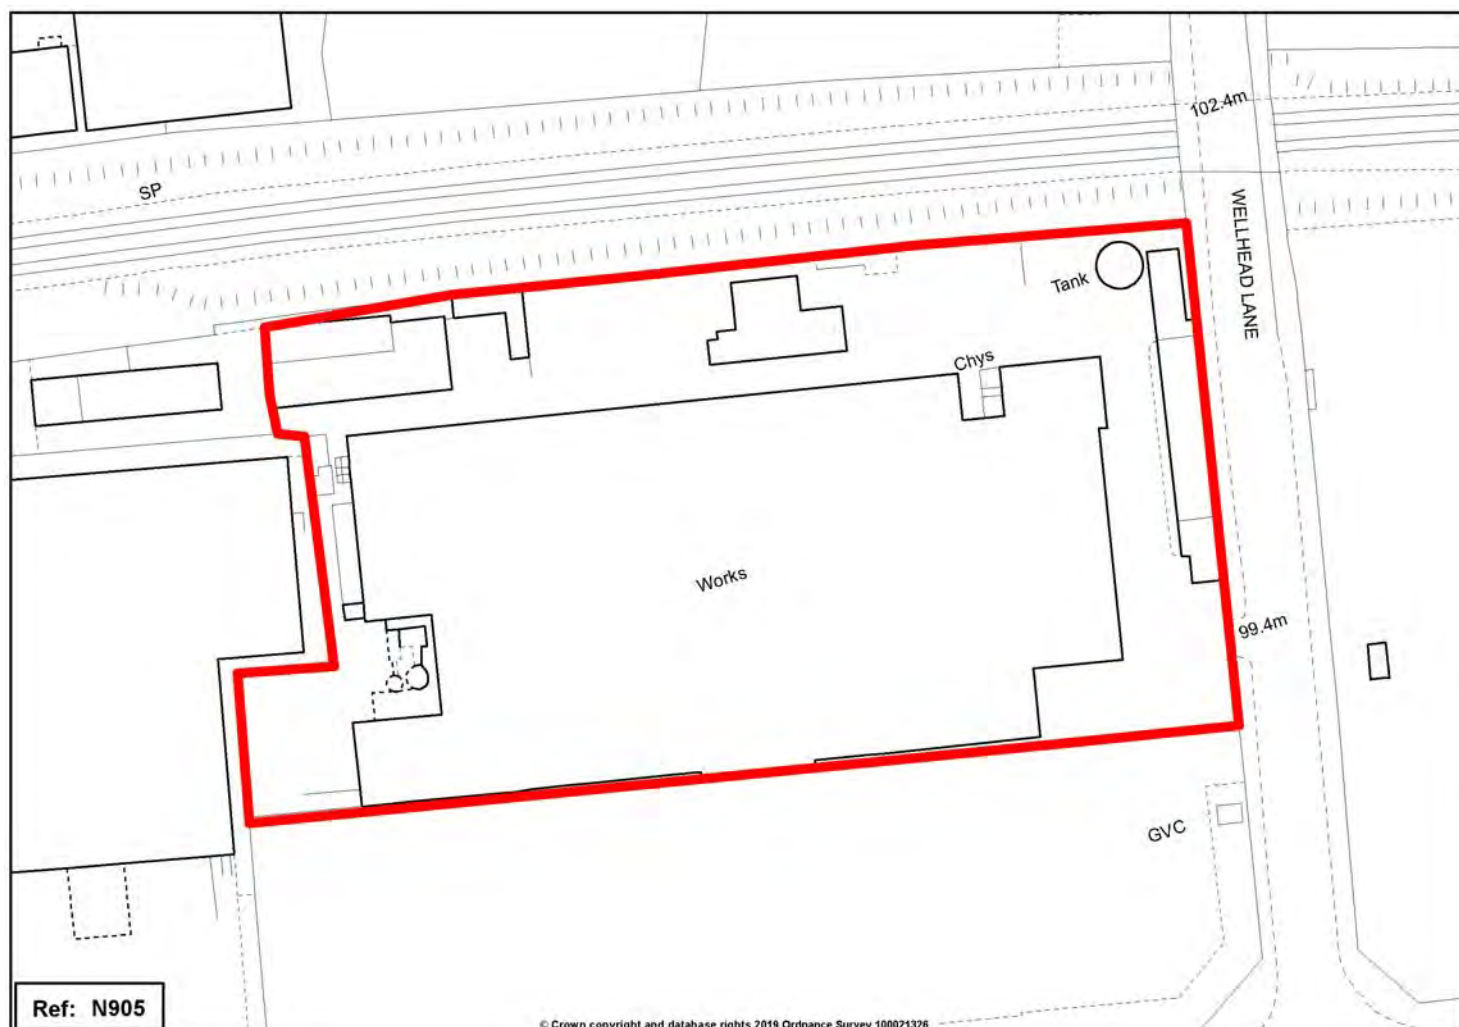 102.4m
SP
WELLHEAD LANE
Tank
Chys
Works
99.4m
GVC
Ref: N905
© Crown copyright and database rights 2019 Ordnance Survey 100021326